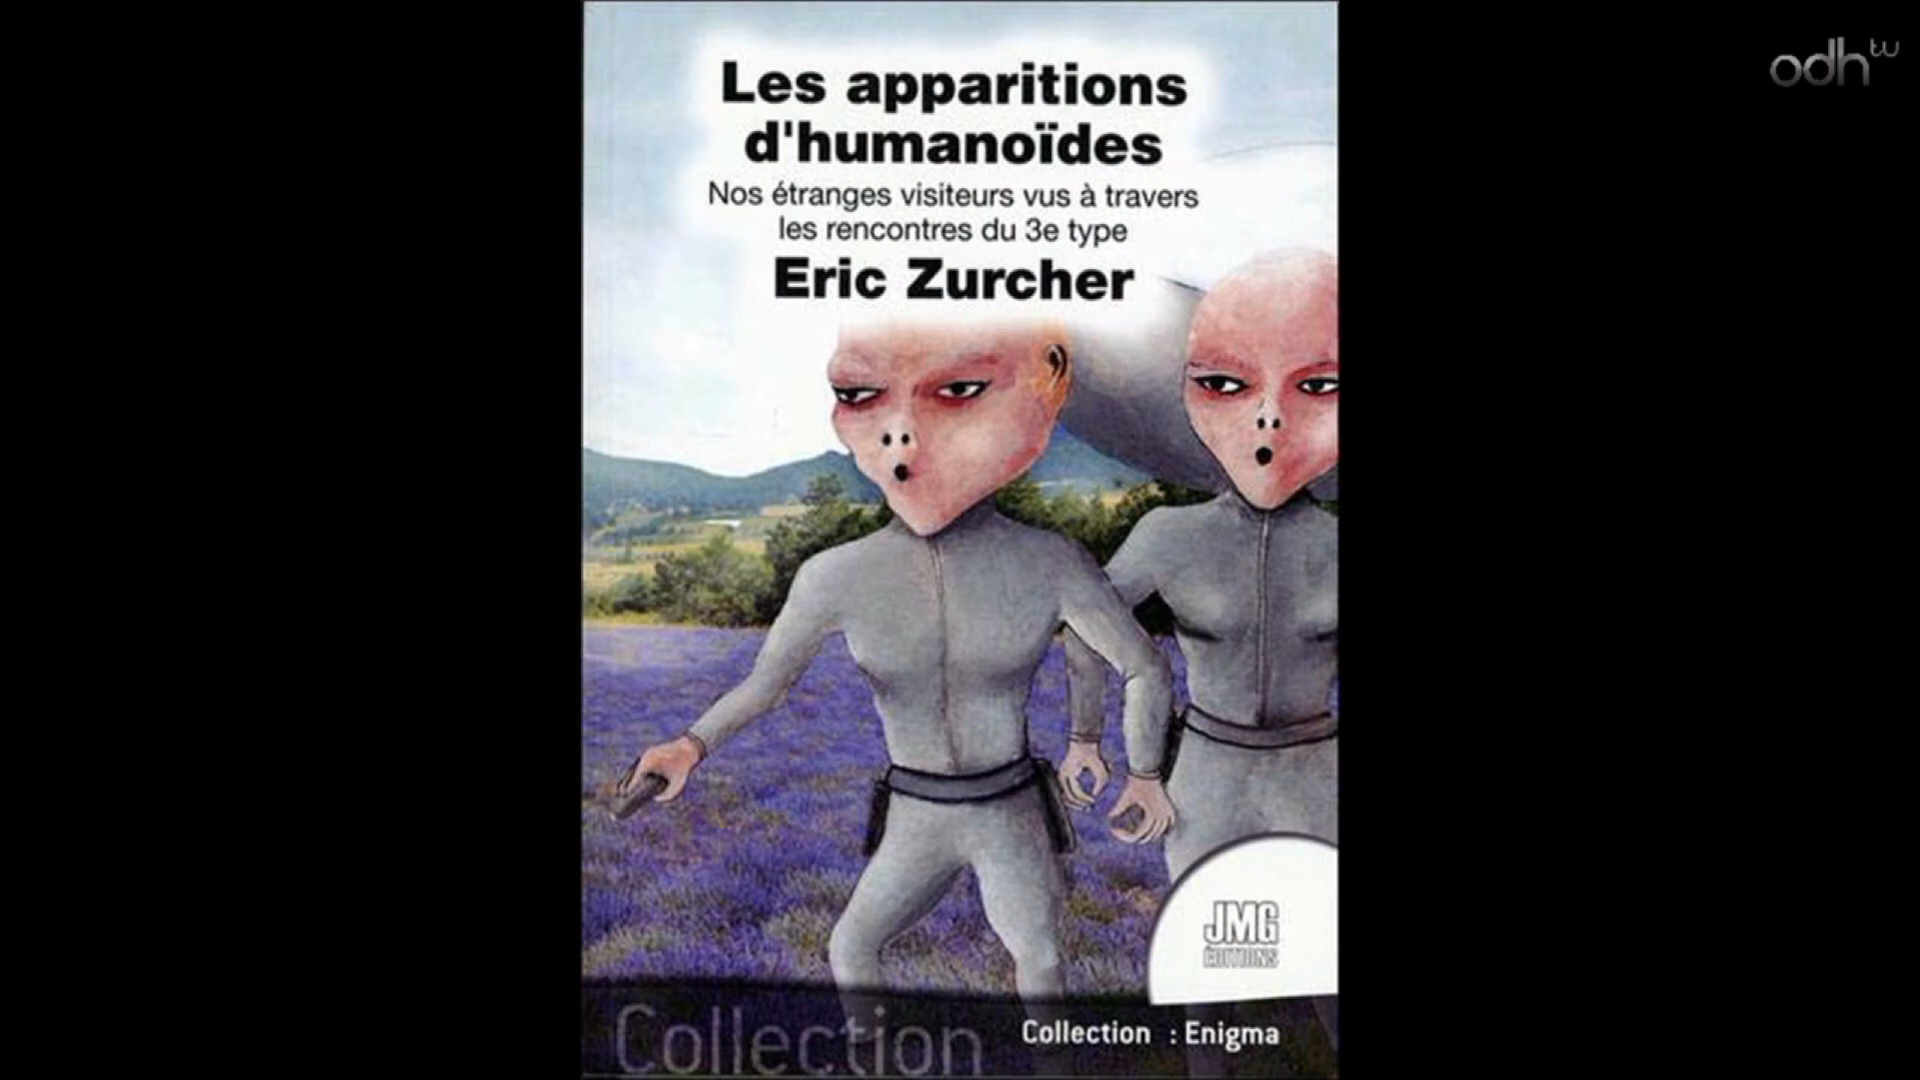 Les apparitions
d'humanoïdes
Nos étranges visiteurs vus à travers
les rencontres du 3e type
Eric Zurcher
odh tv
JMG
ÉDITIONS
Collection
Collection : Enigma